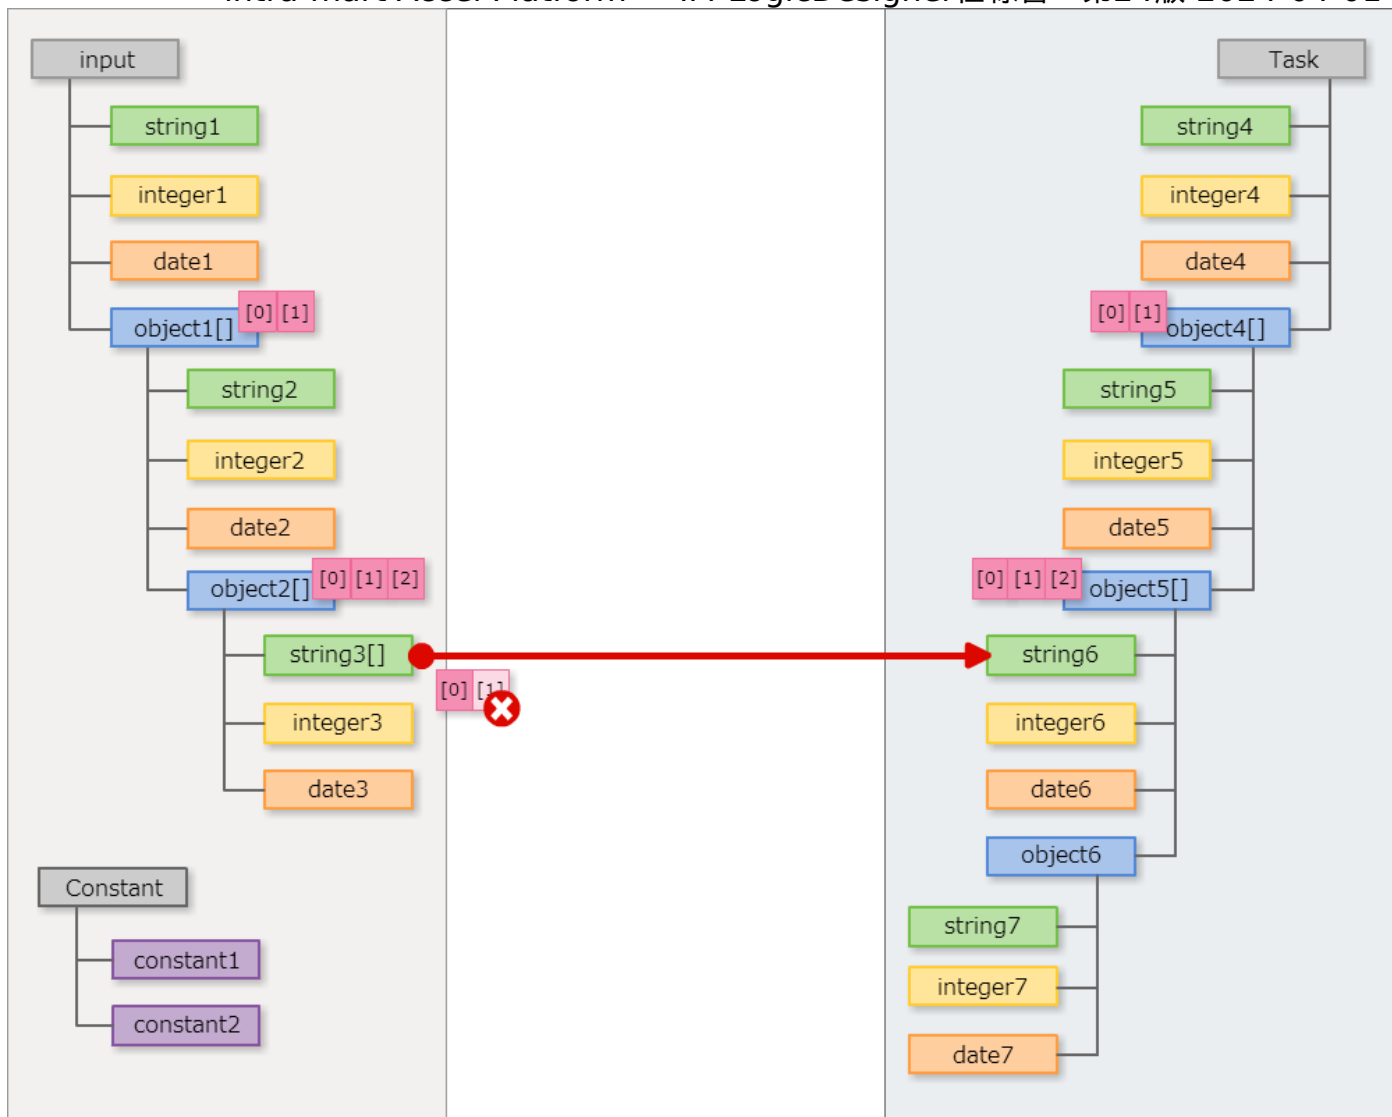 input
string1
integer1
date1
object1[]
[0] [1]
string2
integer2
date2
object2[]
[0] [1] [2]
string3[]
[0] [1]
integer3
date3
Constant
constant1
constant2
Task
string4
integer4
date4
[0] [1]
object4[]
string5
integer5
date5
[0] [1] [2]
object5[]
string6
integer6
date6
object6
string7
integer7
date7